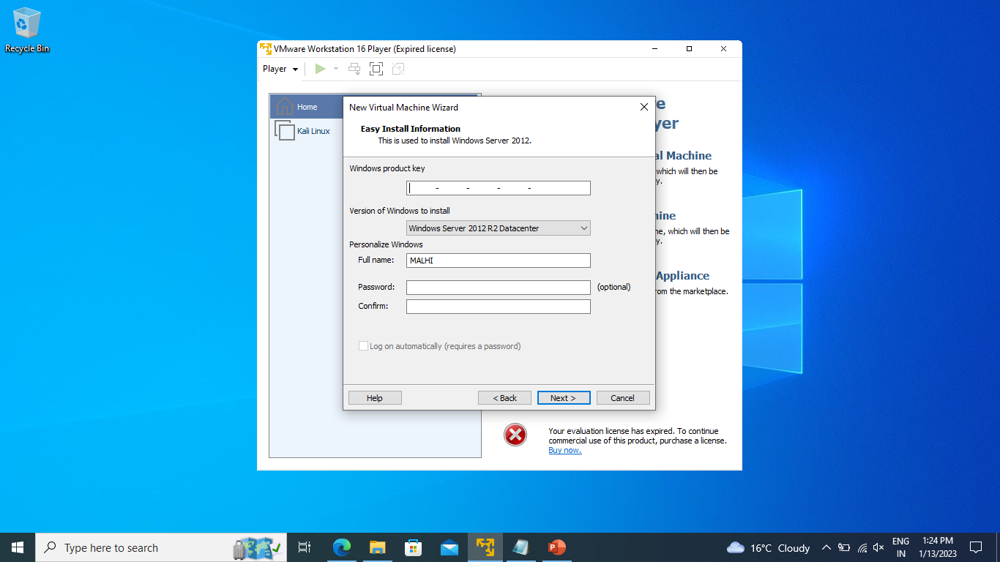 Recycle Bin
VMware Workstation 16 Player (Expired license)
Player
Home
Kali Linux
New Virtual Machine Wizard
Easy Install Information
This is used to install Windows Server 2012.
Windows product key
- - - -
Version of Windows to install
Windows Server 2012 R2 Datacenter
Personalize Windows
Full name: MALHI
Password: (optional)
Confirm:
Log on automatically (requires a password)
Help < Back Next > Cancel
e
yer
al Machine
which will then be
y.
hine
ne, which will then be
y.
Appliance
rom the marketplace.
Your evaluation license has expired. To continue
commercial use of this product, purchase a license.
Buy now.
Type here to search
16°C Cloudy
ENG
IN
1:24 PM
1/13/2023